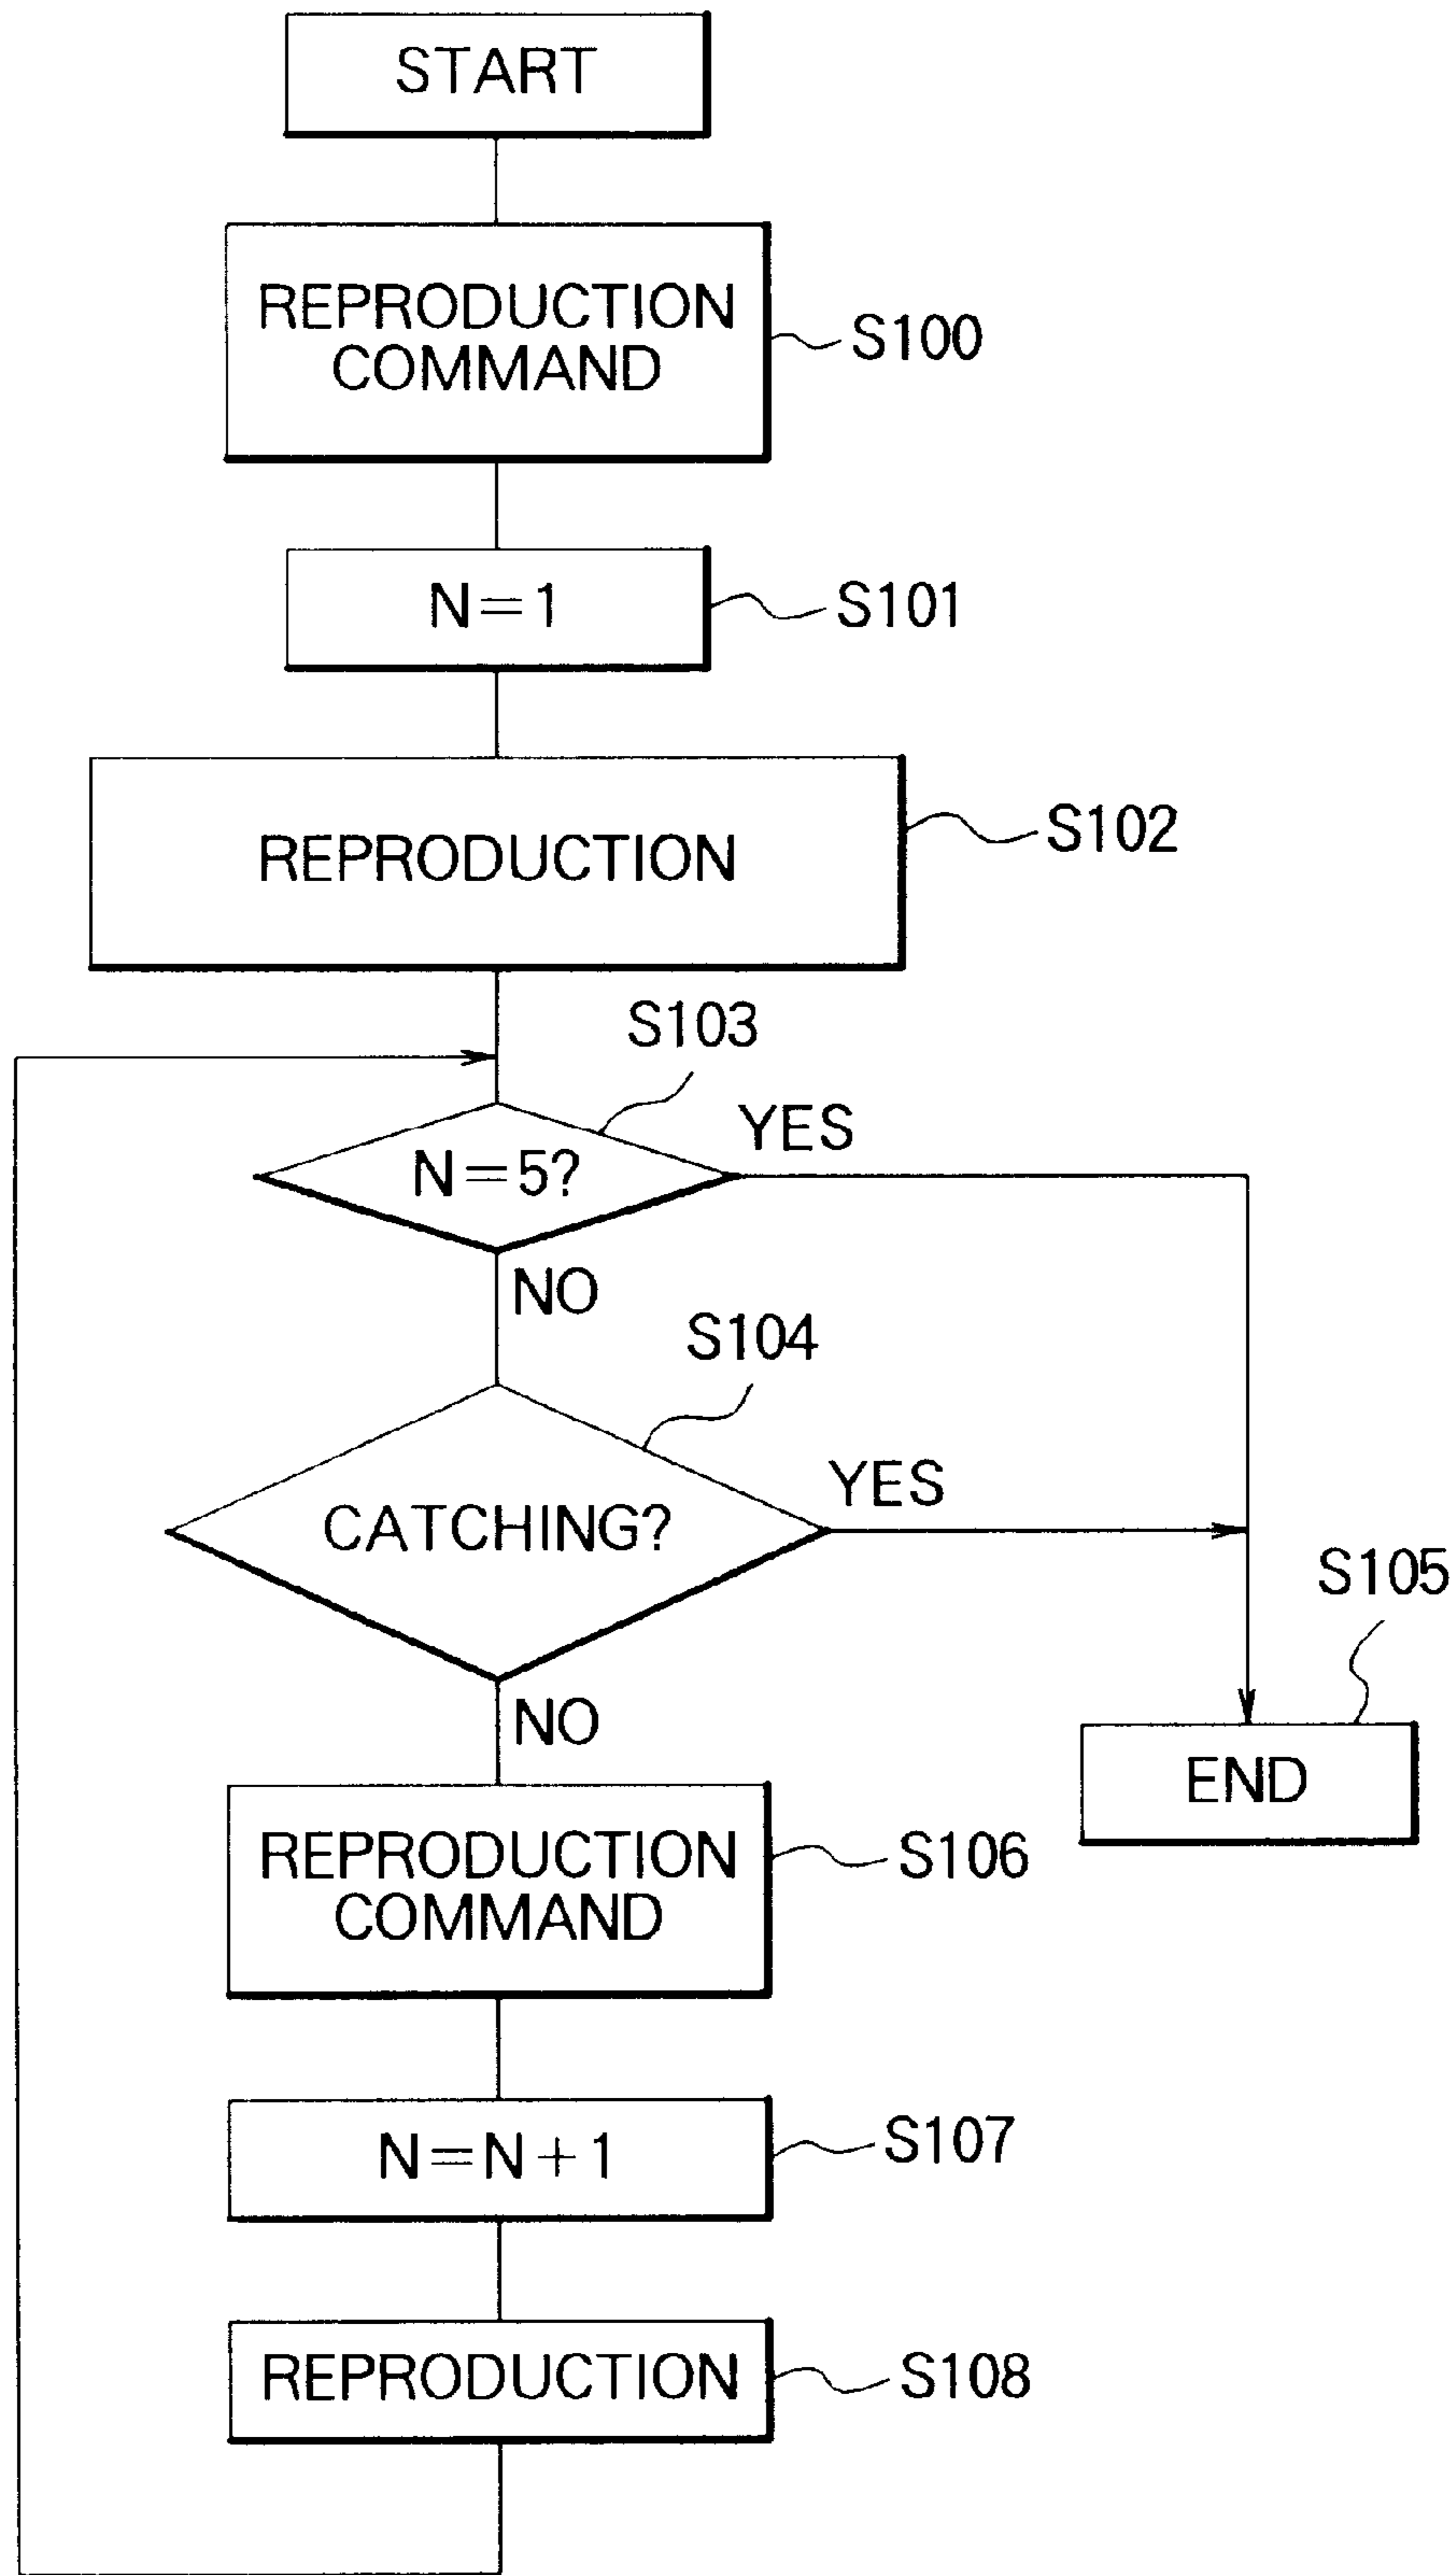 START
REPRODUCTION
COMMAND
S100
N=1
S101
REPRODUCTION
S102
S103
N=5?
YES
NO
S104
CATCHING?
YES
S105
END
NO
REPRODUCTION
COMMAND
S106
N=N+1
S107
REPRODUCTION
S108